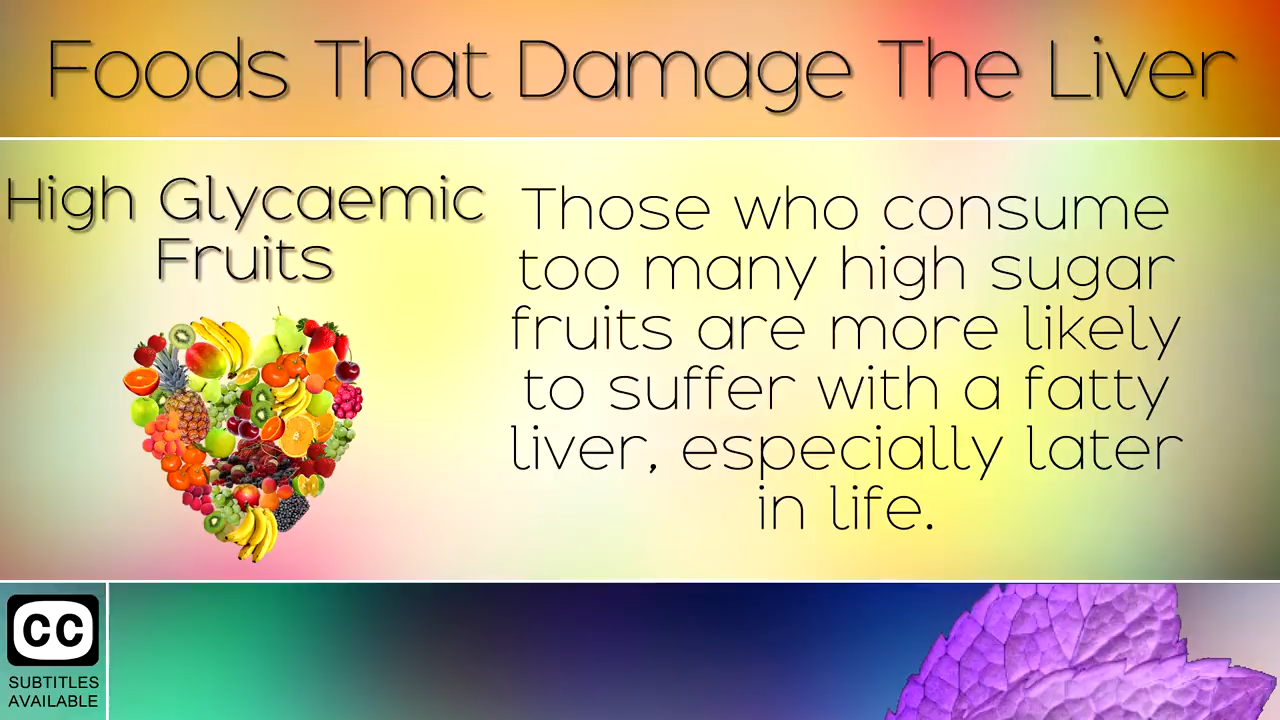 Foods That Damage The Liver
High Glycaemic
Fruits
Those who consume
too many high sugar
fruits are more likely
to suffer with a fatty
liver, especially later
in life.
CC
SUBTITLES
AVAILABLE